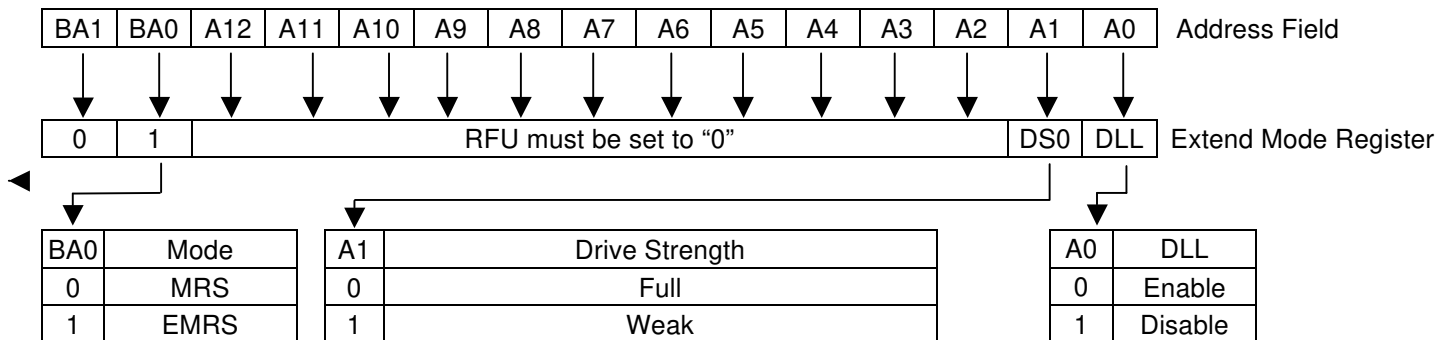 BA1 BA0 A12 A11 A10 A9 A8 A7 A6 A5 A4 A3 A2 A1 A0 Address Field
0 1 RFU must be set to “0” DS0 DLL Extend Mode Register
BA0 Mode A1 Drive Strength A0 DLL
0 MRS 0 Full 0 Enable
1 EMRS 1 Weak 1 Disable